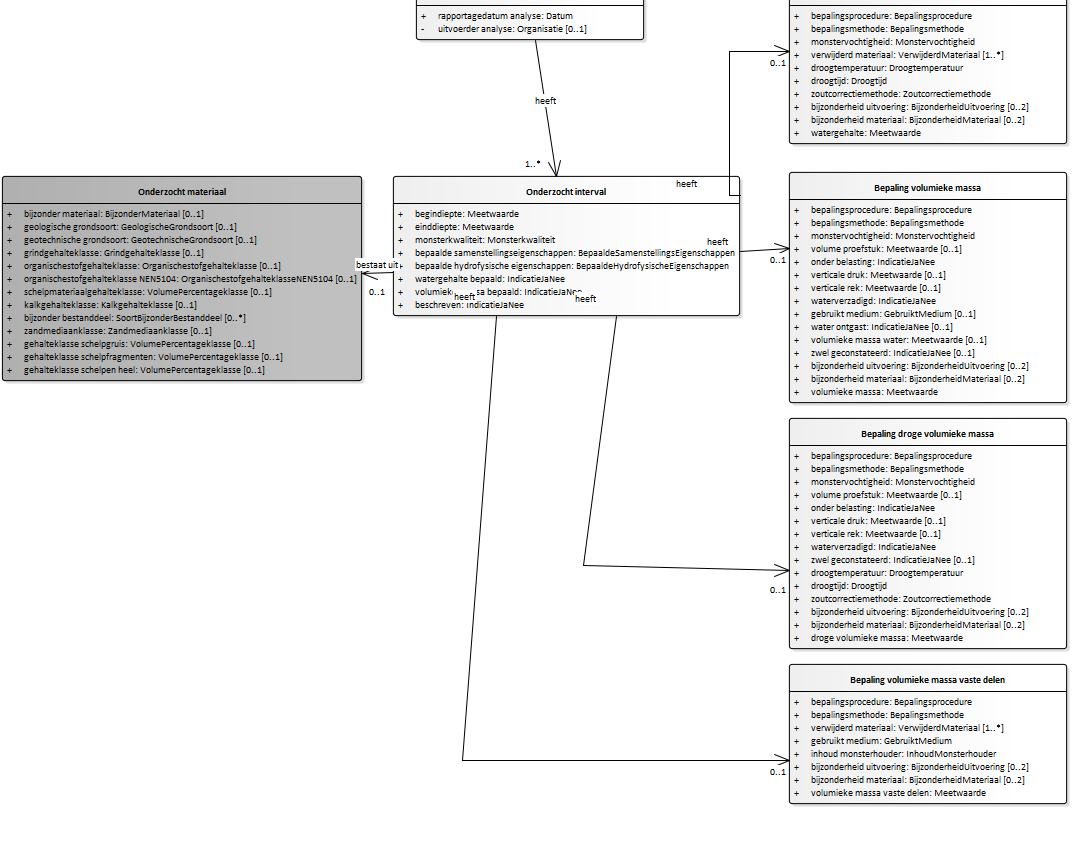 + rapportagedatum analyse: Datum
- uitvoerder analyse: Organisatie [0..1]
heeft
1..*
+ bepalingsprocedure: Bepalingsprocedure
+ bepalingsmethode: Bepalingsmethode
+ monstervochtigheid: Monstervochtigheid
+ verwijderd materiaal: VerwijderdMateriaal [1..*]
+ droogtemperatuur: Droogtemperatuur
+ droogtijd: Droogtijd
+ zoutcorrectiemethode: Zoutcorrectiemethode
+ bijzonderheid uitvoering: BijzonderheidUitvoering [0..2]
+ bijzonderheid materiaal: BijzonderheidMateriaal [0..2]
+ watergehalte: Meetwaarde
0..1
Onderzocht materiaal
+ bijzonder materiaal: BijzonderMateriaal [0..1]
+ geologische grondsoort: GeologischeGrondsoort [0..1]
+ geotechnische grondsoort: GeotechnischeGrondsoort [0..1]
+ grindgehalteklasse: Grindgehalteklasse [0..1]
+ organischestofgehalteklasse: Organischestofgehalteklasse [0..1]
+ organischestofgehalteklasse NEN5104: OrganischestofgehalteklasseNEN5104 [0..1]
+ schelpmateriaalgehalteklasse: VolumePercentageklasse [0..1]
+ kalkgehalteklasse: Kalkgehalteklasse [0..1]
+ bijzonder bestanddeel: SoortBijzonderBestanddeel [0..*]
+ zandmediaanklasse: Zandmediaanklasse [0..1]
+ gehalteklasse schelpgruis: VolumePercentageklasse [0..1]
+ gehalteklasse schelpfragmenten: VolumePercentageklasse [0..1]
+ gehalteklasse schelpen heel: VolumePercentageklasse [0..1]
bestaat uit
0..1
Onderzocht interval
heeft
+ begindiepte: Meetwaarde
+ einddiepte: Meetwaarde
+ monsterkwaliteit: Monsterkwaliteit
heeft
+ bepaalde samenstellingseigenschappen: BepaaldeSamenstellingsEigenschappen
+ bepaalde hydrofysische eigenschappen: BepaaldeHydrofysischeEigenschappen
+ watergehalte bepaald: IndicatieJaNee
+ volumiek sa bepaald: IndicatieJaNee
heeft
heeft
+ beschreven: IndicatieJaNee
0..1
Bepaling volumieke massa
+ bepalingsprocedure: Bepalingsprocedure
+ bepalingsmethode: Bepalingsmethode
+ monstervochtigheid: Monstervochtigheid
+ volume proefstuk: Meetwaarde [0..1]
+ onder belasting: IndicatieJaNee
+ verticale druk: Meetwaarde [0..1]
+ verticale rek: Meetwaarde [0..1]
+ waterverzadigd: IndicatieJaNee
+ gebruikt medium: GebruiktMedium [0..1]
+ water ontgast: IndicatieJaNee [0..1]
+ volumieke massa water: Meetwaarde [0..1]
+ zwel geconstateerd: IndicatieJaNee [0..1]
+ bijzonderheid uitvoering: BijzonderheidUitvoering [0..2]
+ bijzonderheid materiaal: BijzonderheidMateriaal [0..2]
+ volumieke massa: Meetwaarde
Bepaling droge volumieke massa
+ bepalingsprocedure: Bepalingsprocedure
+ bepalingsmethode: Bepalingsmethode
+ monstervochtigheid: Monstervochtigheid
+ volume proefstuk: Meetwaarde [0..1]
+ onder belasting: IndicatieJaNee
+ verticale druk: Meetwaarde [0..1]
+ verticale rek: Meetwaarde [0..1]
+ waterverzadigd: IndicatieJaNee
+ zwel geconstateerd: IndicatieJaNee [0..1]
+ droogtemperatuur: Droogtemperatuur
+ droogtijd: Droogtijd
+ zoutcorrectiemethode: Zoutcorrectiemethode
+ bijzonderheid uitvoering: BijzonderheidUitvoering [0..2]
+ bijzonderheid materiaal: BijzonderheidMateriaal [0..2]
+ droge volumieke massa: Meetwaarde
0..1
Bepaling volumieke massa vaste delen
+ bepalingsprocedure: Bepalingsprocedure
+ bepalingsmethode: Bepalingsmethode
+ verwijderd materiaal: VerwijderdMateriaal [1..*]
+ gebruikt medium: GebruiktMedium
+ inhoud monsterhouder: InhoudMonsterhouder
+ bijzonderheid uitvoering: BijzonderheidUitvoering [0..2]
+ bijzonderheid materiaal: BijzonderheidMateriaal [0..2]
+ volumieke massa vaste delen: Meetwaarde
0..1